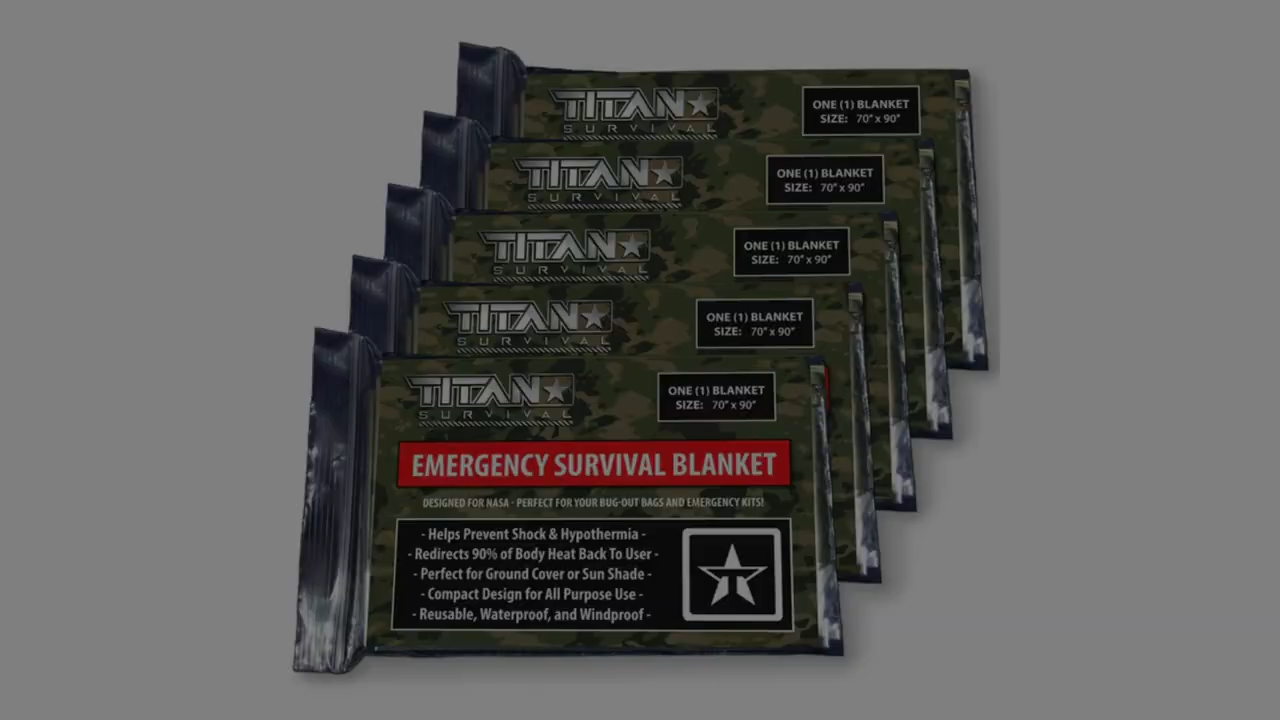 TITAN
SURVIVAL
ONE (1) BLANKET
SIZE: 70" x 90"
TITAN
SURVIVAL
ONE (1) BLANKET
SIZE: 70" x 90"
TITAN
SURVIVAL
ONE (1) BLANKET
SIZE: 70" x 90"
TITAN
SURVIVAL
ONE (1) BLANKET
SIZE: 70" x 90"
TITAN
SURVIVAL
ONE (1) BLANKET
SIZE: 70" x 90"
EMERGENCY SURVIVAL BLANKET
DESIGNED FOR NASA - PERFECT FOR YOUR BUG-OUT BAGS AND EMERGENCY KITS!
- Helps Prevent Shock & Hypothermia -
- Redirects 90% of Body Heat Back To User -
- Perfect for Ground Cover or Sun Shade -
- Compact Design for All Purpose Use -
- Reusable, Waterproof, and Windproof -